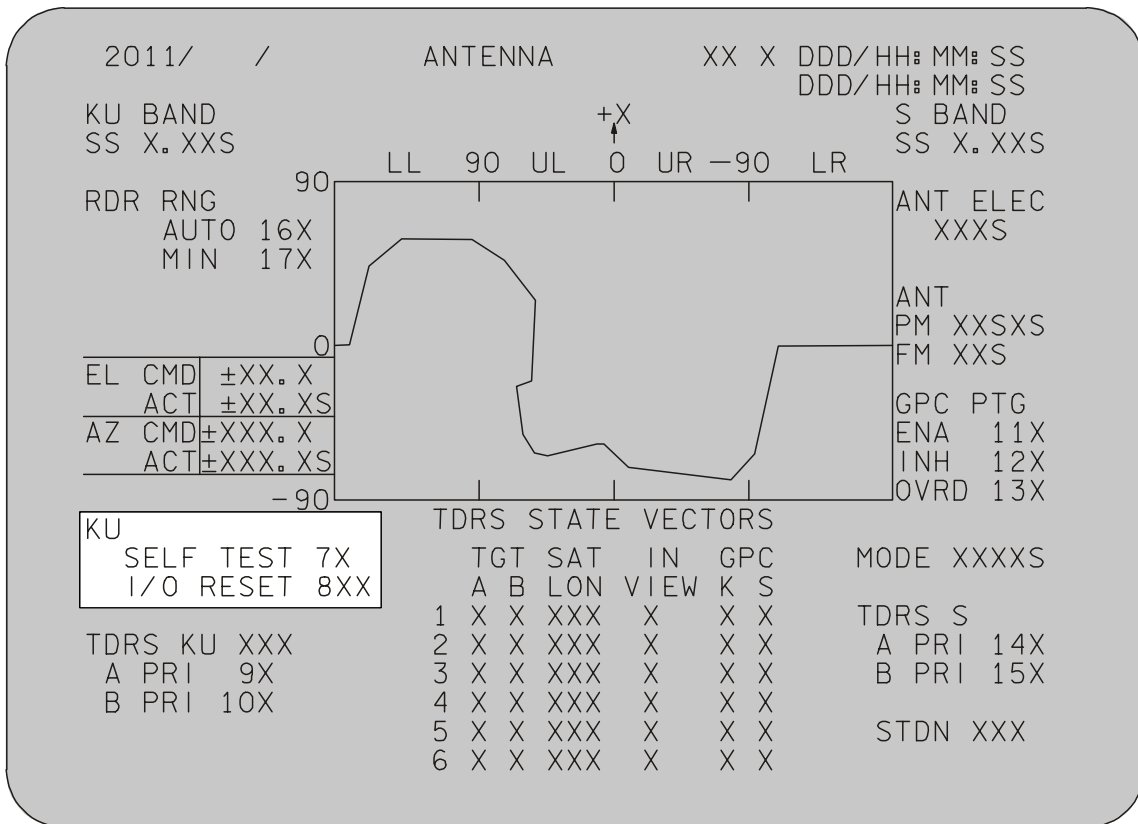 2011/ / ANTENNA XX X DDD/HH:MM:SS
DDD/HH:MM:SS
KU BAND +X S BAND
SS X.XXS SS X.XXS
LL 90 UL 0 UR -90 LR
90
RDR RNG ANT ELEC
AUTO 16X XXXS
MIN 17X
ANT
PM XXSXS
0 FM XXS
EL CMD ±XX.X
ACT ±XX.XS GPC PTG
AZ CMD ±XXX.X ENA 11X
ACT ±XXX.XS INH 12X
-90 OVRD 13X
KU TDRS STATE VECTORS
SELF TEST 7X TGT SAT IN GPC MODE XXXXS
I/O RESET 8XX A B LON VIEW K S
1 X X XXX X X X TDRS S
TDRS KU XXX 2 X X XXX X X X A PRI 14X
A PRI 9X 3 X X XXX X X X B PRI 15X
B PRI 10X 4 X X XXX X X X
5 X X XXX X X X STDN XXX
6 X X XXX X X X